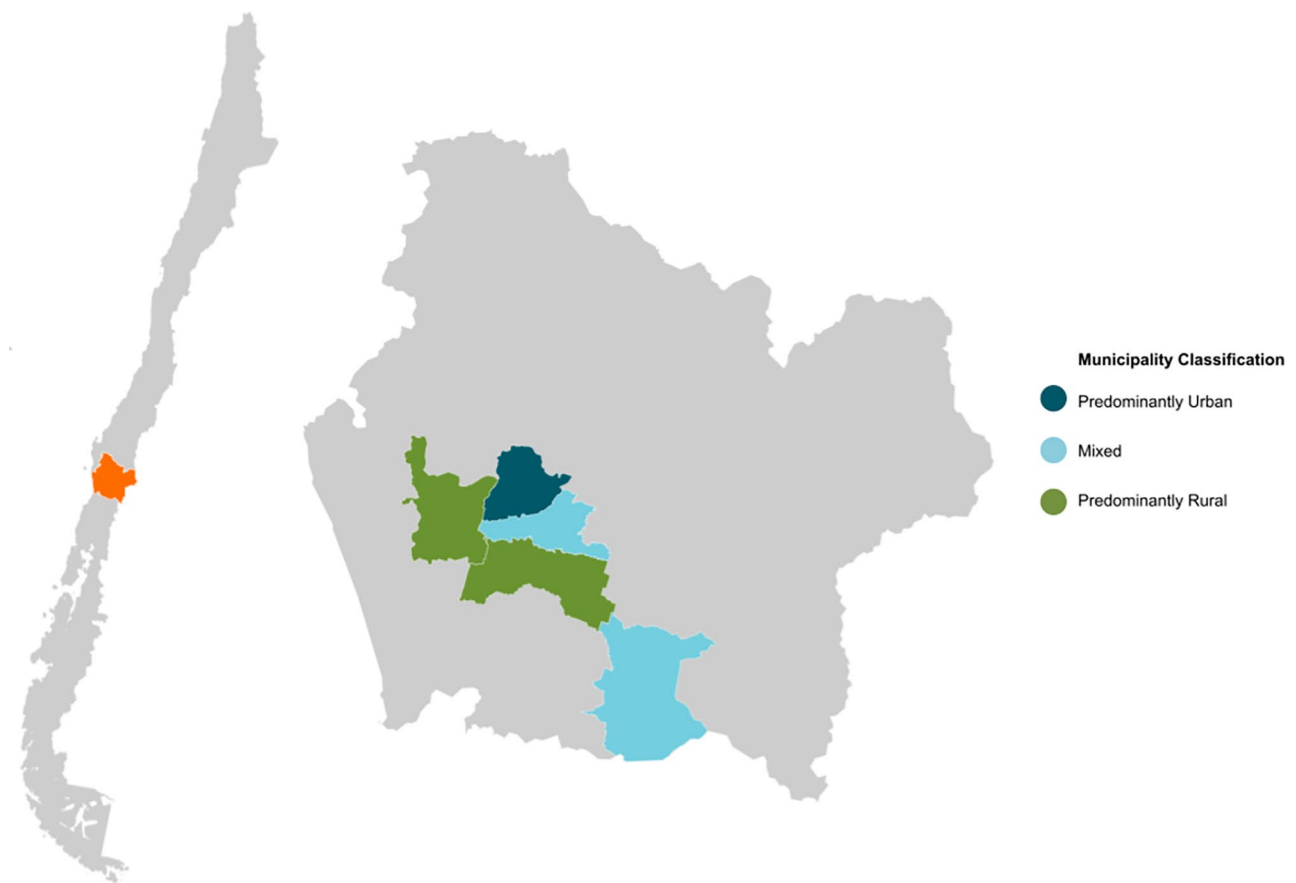 Municipality Classification
Predominantly Urban
Mixed
Predominantly Rural